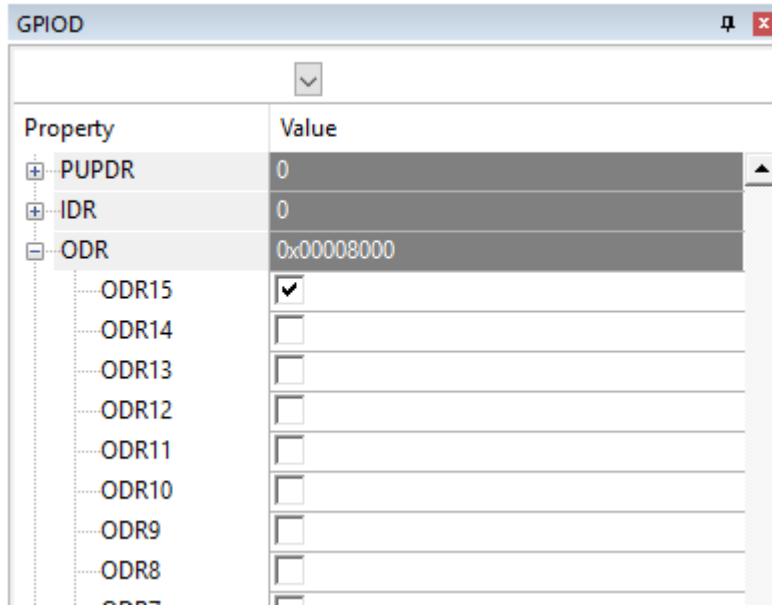 GPIOD
Property Value
PUPDR 0
IDR 0
ODR 0x00008000
ODR15
ODR14
ODR13
ODR12
ODR11
ODR10
ODR9
ODR8